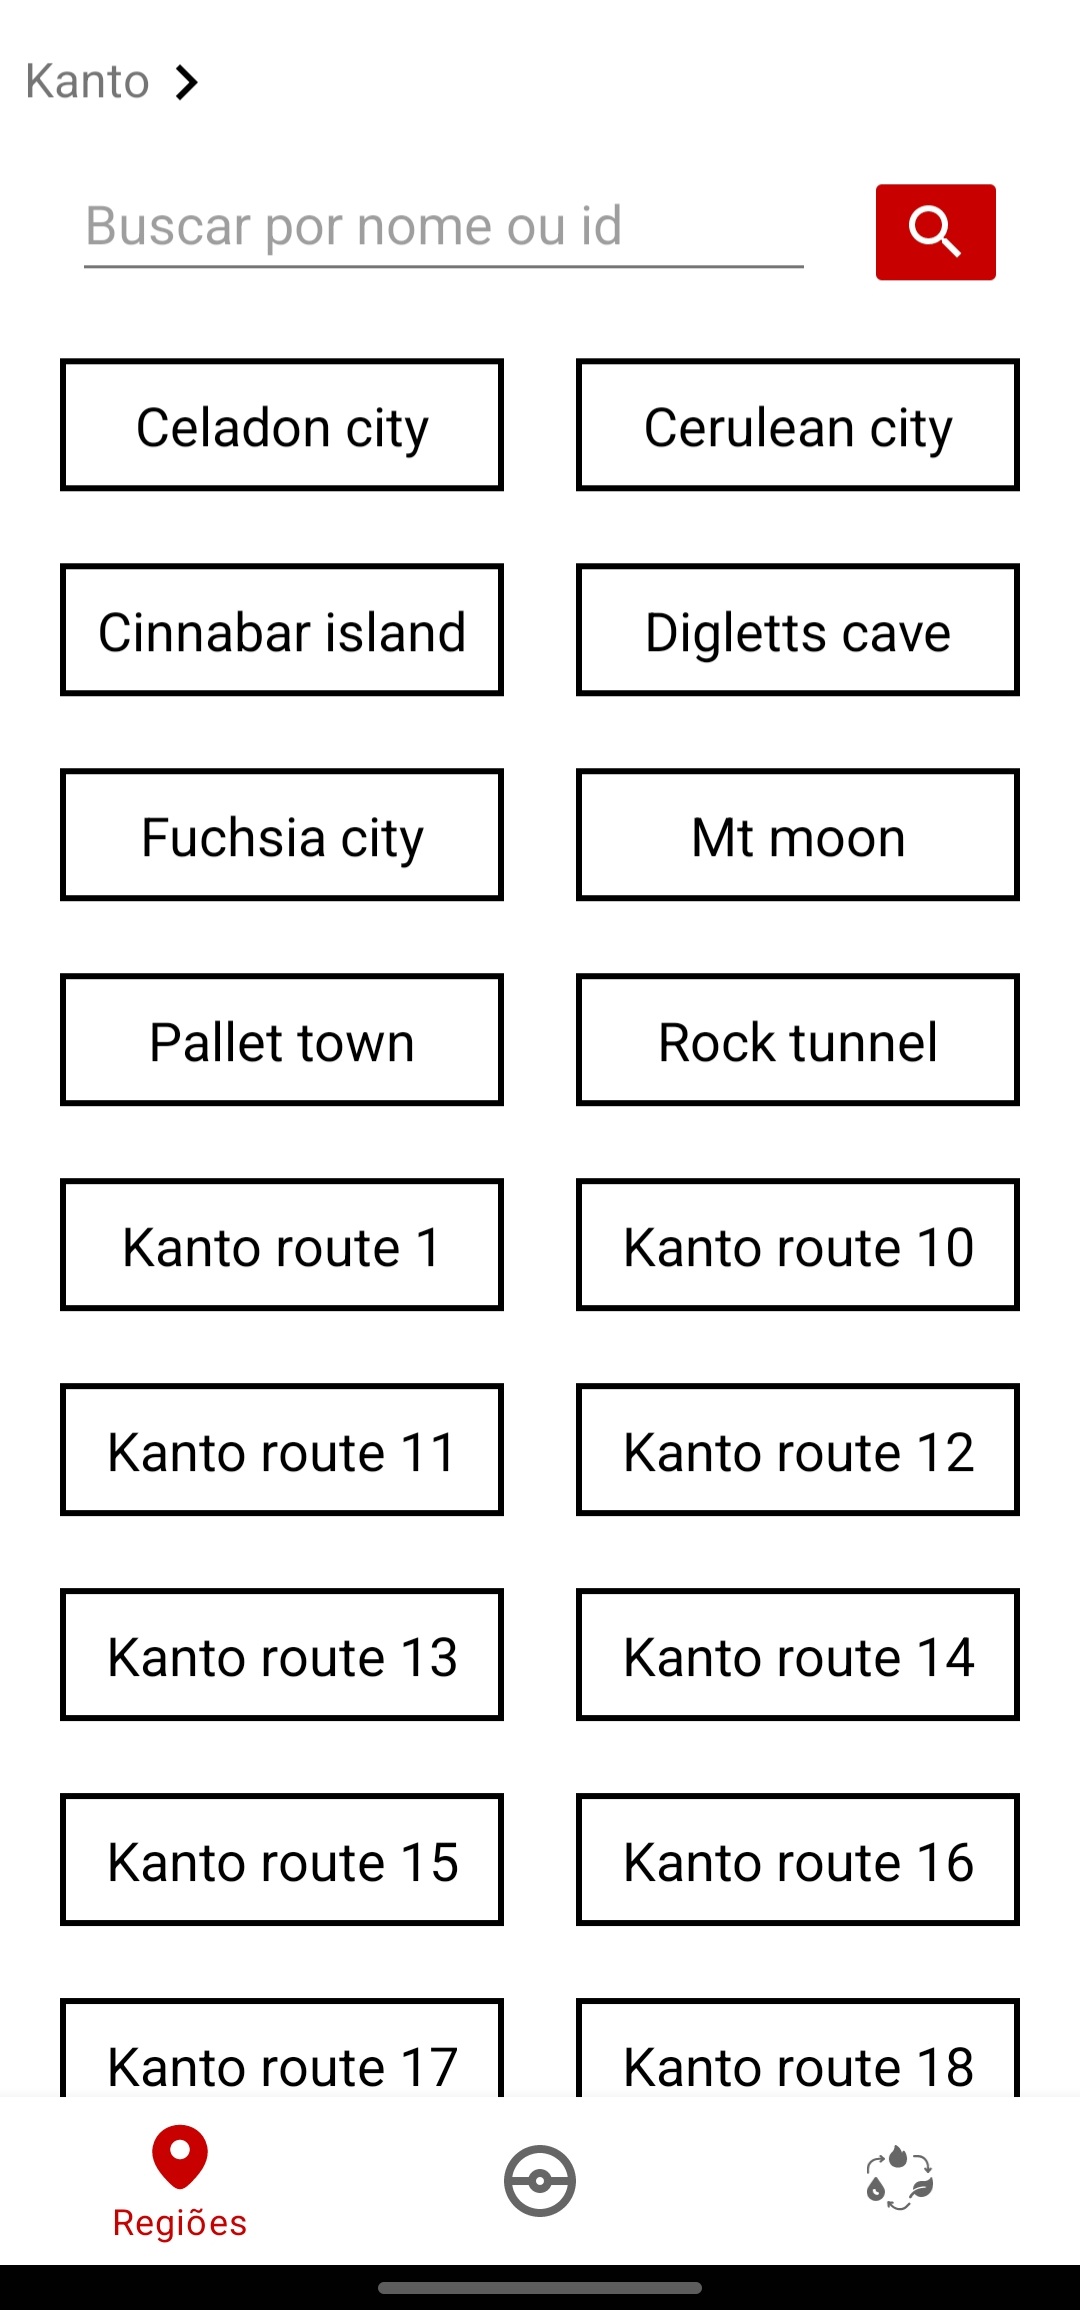 Kanto
Buscar por nome ou id
Celadon city
Cerulean city
Cinnabar island
Digletts cave
Fuchsia city
Mt moon
Pallet town
Rock tunnel
Kanto route 1
Kanto route 10
Kanto route 11
Kanto route 12
Kanto route 13
Kanto route 14
Kanto route 15
Kanto route 16
Kanto route 17
Kanto route 18
Regiões